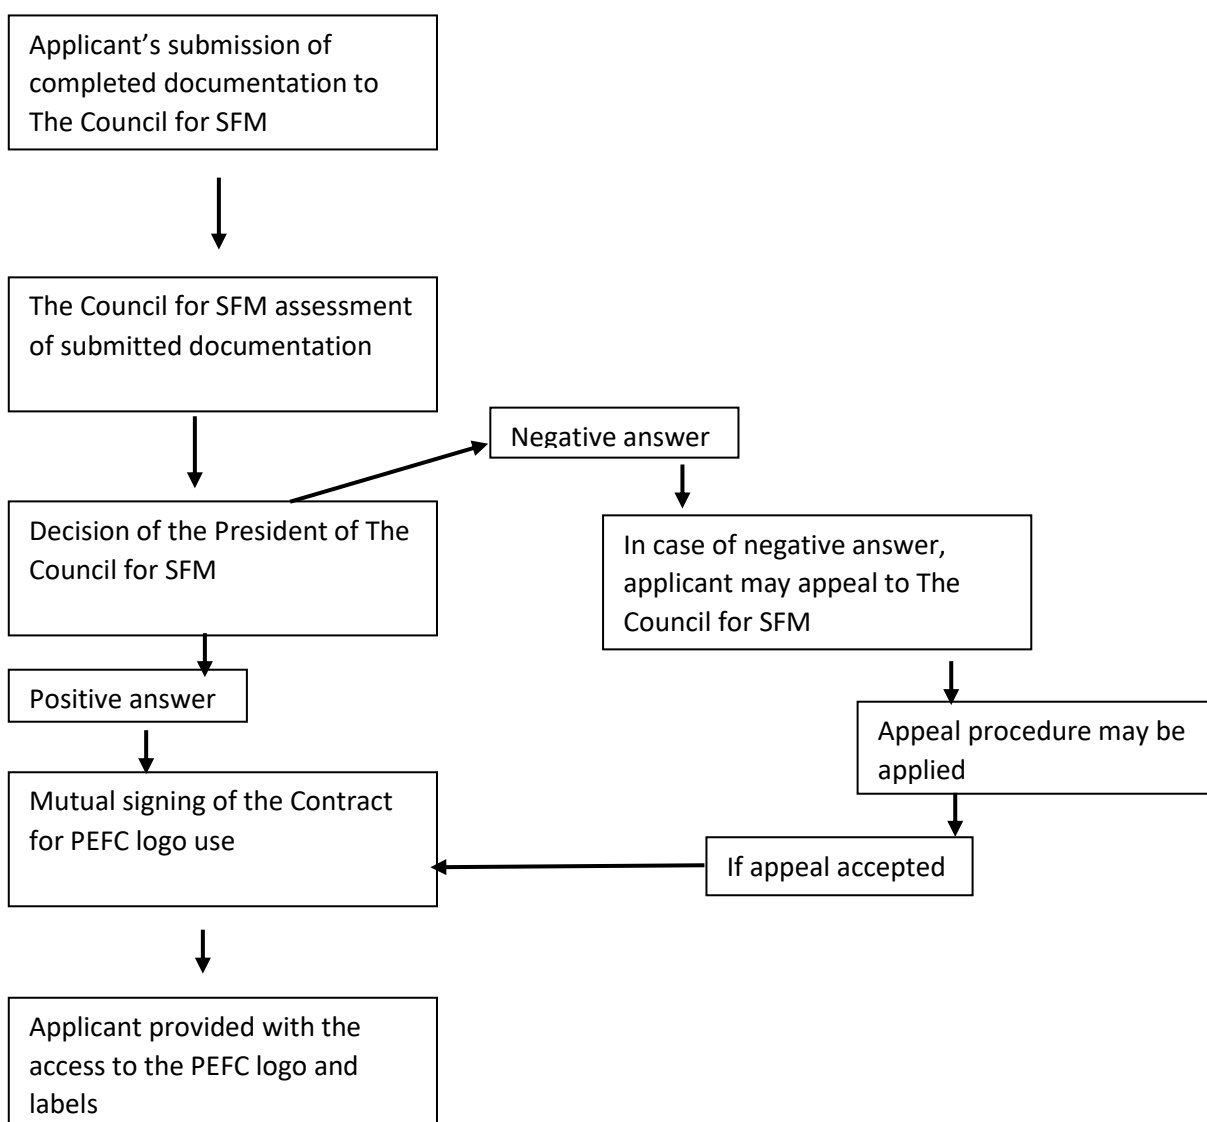 Applicant’s submission of
completed documentation to
The Council for SFM
The Council for SFM assessment
of submitted documentation
Negative answer
Decision of the President of The
Council for SFM
In case of negative answer,
applicant may appeal to The
Council for SFM
Positive answer
Appeal procedure may be
applied
Mutual signing of the Contract
for PEFC logo use
If appeal accepted
Applicant provided with the
access to the PEFC logo and
labels